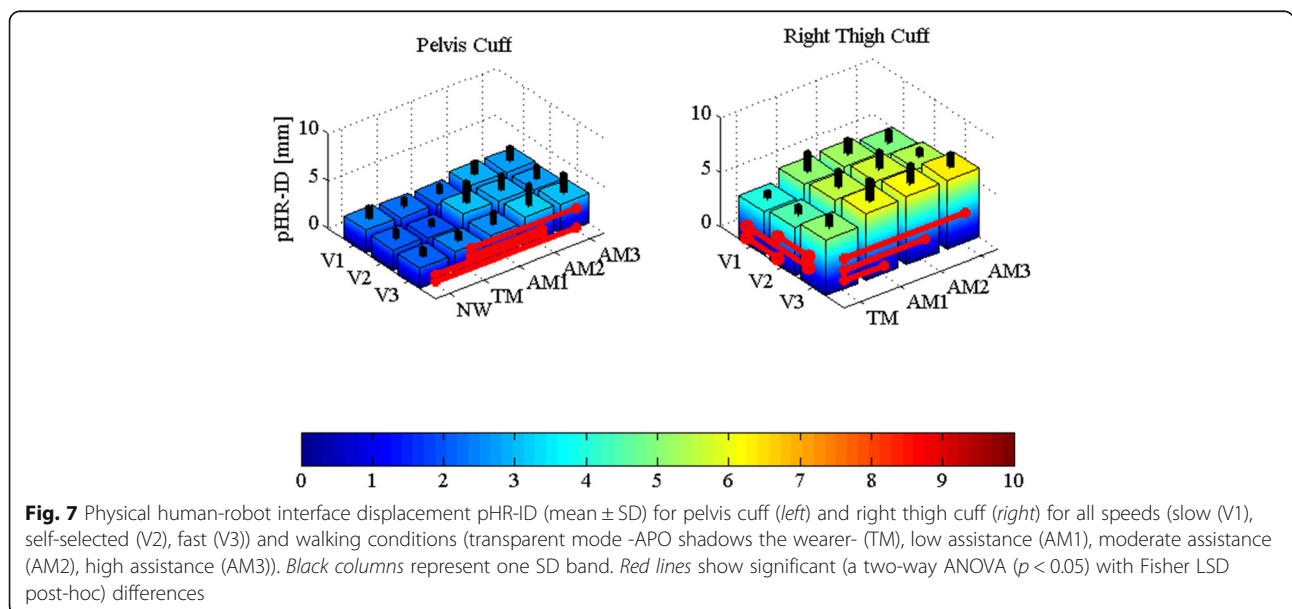 Pelvis Cuff
pHR-ID [mm]
10
5
0
V1
V2
V3
NW
TM
AM1
AM2
AM3
Right Thigh Cuff
10
5
0
V1
V2
V3
TM
AM1
AM2
AM3
0 1 2 3 4 5 6 7 8 9 10
Fig. 7 Physical human-robot interface displacement pHR-ID (mean ± SD) for pelvis cuff (left) and right thigh cuff (right) for all speeds (slow (V1),
self-selected (V2), fast (V3)) and walking conditions (transparent mode -APO shadows the wearer- (TM), low assistance (AM1), moderate assistance
(AM2), high assistance (AM3)). Black columns represent one SD band. Red lines show significant (a two-way ANOVA (p < 0.05) with Fisher LSD
post-hoc) differences